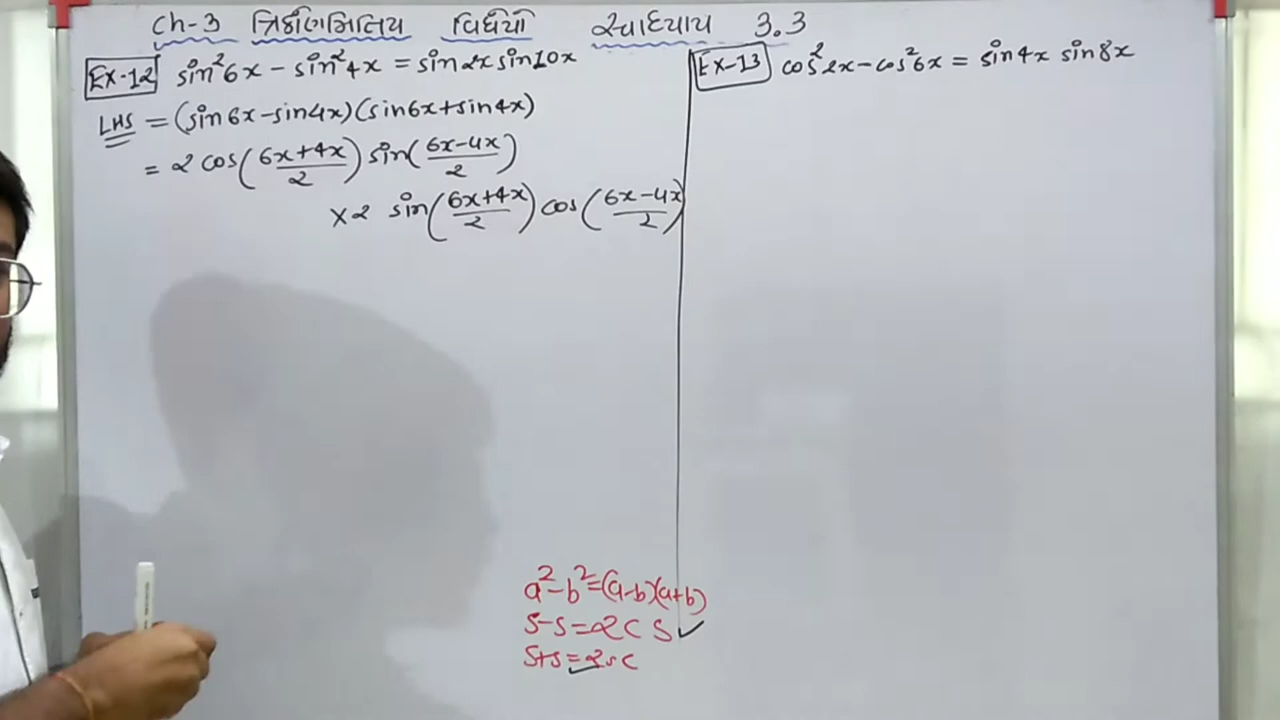 Ch-3 ત્રિકોણમિતિય વિધેયો સ્વાધ્યાય 3.3
EX-12 sin²6x - sin²4x = sin2x sin10x
LHS = (sin6x-sin4x)(sin6x+sin4x)
= 2 cos((6x+4x)/2) sin((6x-4x)/2)
×2 sin((6x+4x)/2) cos((6x-4x)/2)
EX-13 cos²2x - cos²6x = sin4x sin8x
a²-b²=(a-b)(a+b)
S-S=2CS ✓
S+S=2SC